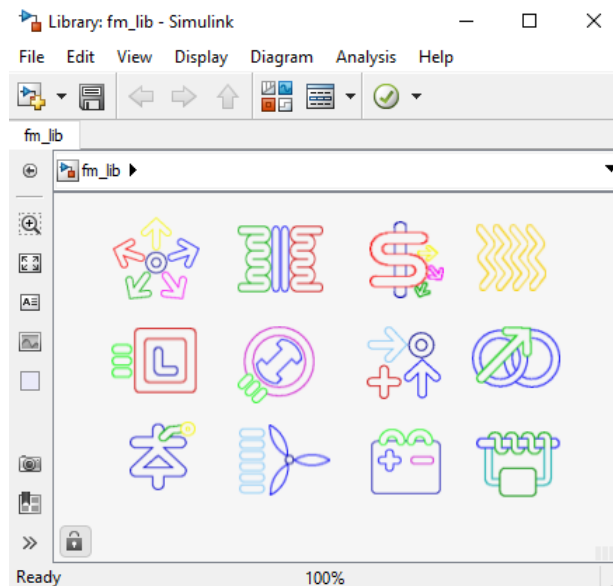 Library: fm_lib - Simulink
File Edit View Display Diagram Analysis Help
fm_lib
fm_lib
Ready 100%